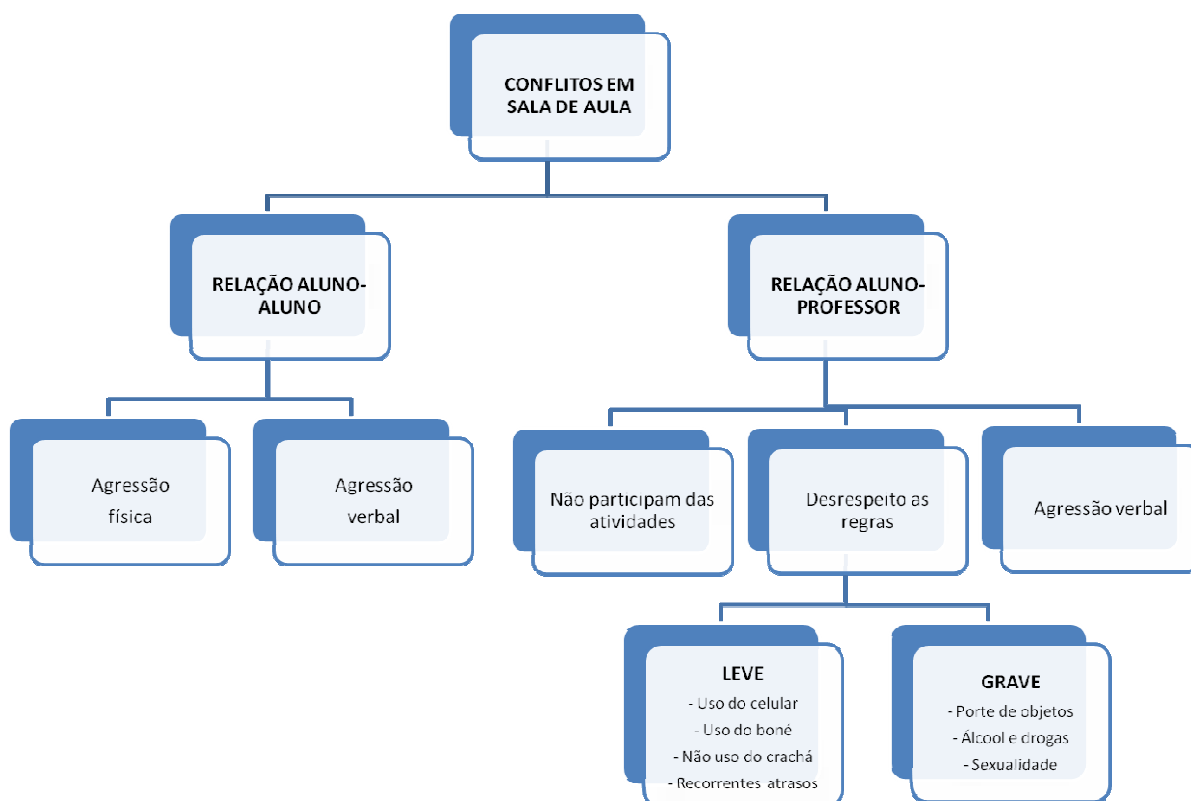 CONFLITOS EM
SALA DE AULA
RELAÇÃO ALUNO-
ALUNO
RELAÇÃO ALUNO-
PROFESSOR
Agressão
física
Agressão
verbal
Não participam das
atividades
Desrespeito as
regras
Agressão verbal
LEVE
- Uso do celular
- Uso do boné
- Não uso do crachá
- Recorrentes atrasos
GRAVE
- Porte de objetos
- Álcool e drogas
- Sexualidade